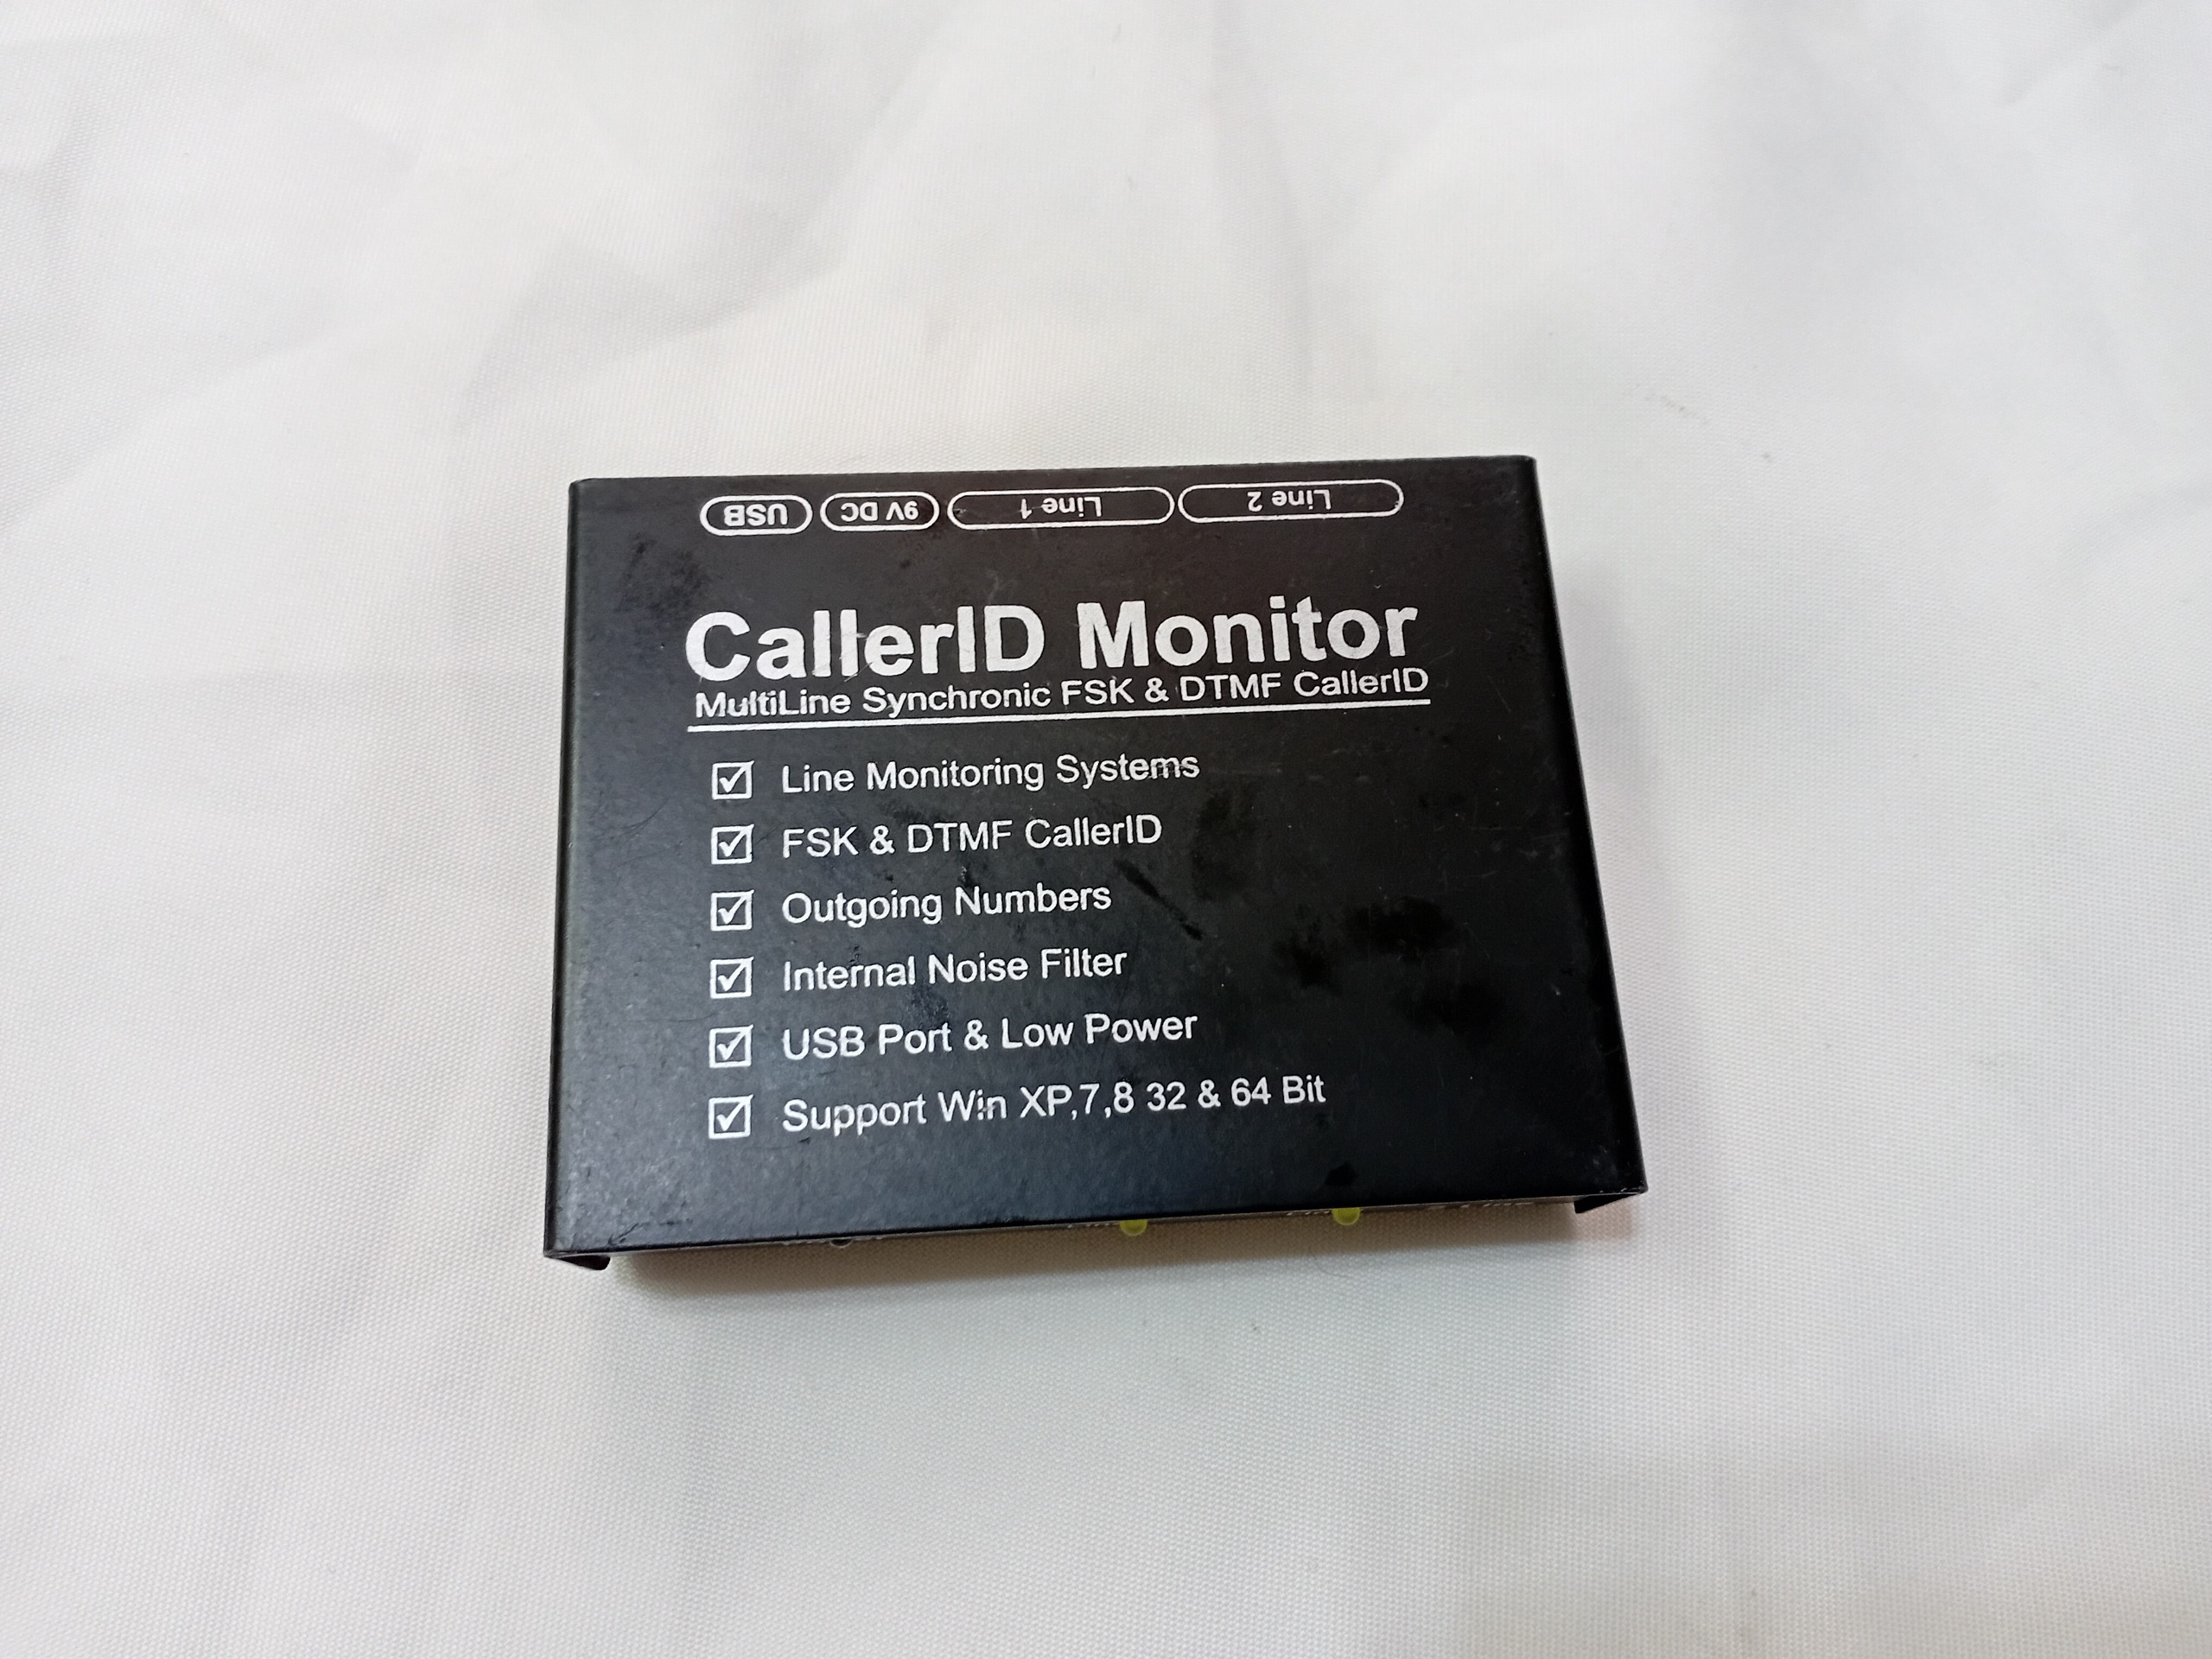 USB 9V DC Line 1 Line 2
CallerID Monitor
MultiLine Synchronic FSK & DTMF CallerID
Line Monitoring Systems
FSK & DTMF CallerID
Outgoing Numbers
Internal Noise Filter
USB Port & Low Power
Support Win XP,7,8 32 & 64 Bit